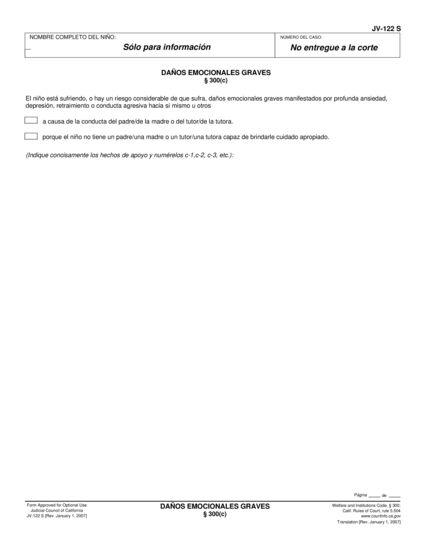 JV-122 S
NOMBRE COMPLETO DEL NIÑO:
NÚMERO DEL CASO:
Sólo para información
No entregue a la corte
DAÑOS EMOCIONALES GRAVES
§ 300(c)
El niño está sufriendo, o hay un riesgo considerable de que sufra, daños emocionales graves manifestados por profunda ansiedad,
depresión, retraimiento o conducta agresiva hacia sí mismo u otros
a causa de la conducta del padre/de la madre o del tutor/de la tutora.
porque el niño no tiene un padre/una madre o un tutor/una tutora capaz de brindarle cuidado apropiado.
(Indique concisamente los hechos de apoyo y numérelos c-1,c-2, c-3, etc.):
Página _____ de _____
Form Approved for Optional Use
Judicial Council of California
JV-122 S [Rev. January 1, 2007]
DAÑOS EMOCIONALES GRAVES
§ 300(c)
Welfare and Institutions Code, § 300;
Calif. Rules of Court, rule 5.504
www.courtinfo.ca.gov
Translation [Rev. January 1, 2007]